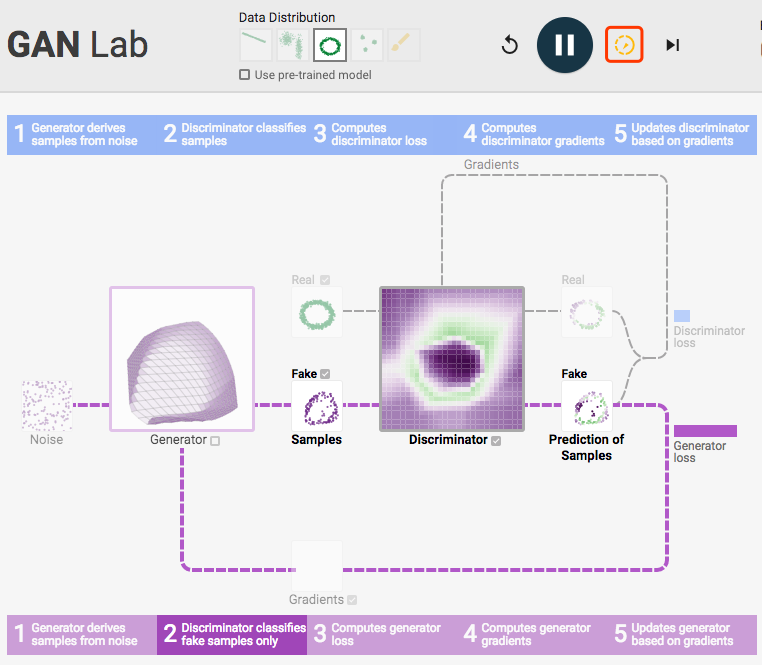 GAN Lab
Data Distribution
Use pre-trained model
1 Generator derives
samples from noise
2 Discriminator classifies
samples
3 Computes
discriminator loss
4 Computes
discriminator gradients
5 Updates discriminator
based on gradients
Gradients
Real
Real
Discriminator
loss
Fake
Fake
Noise
Generator
Samples
Discriminator
Prediction of
Samples
Generator
loss
Gradients
1 Generator derives
samples from noise
2 Discriminator classifies
fake samples only
3 Computes generator
loss
4 Computes generator
gradients
5 Updates generator
based on gradients